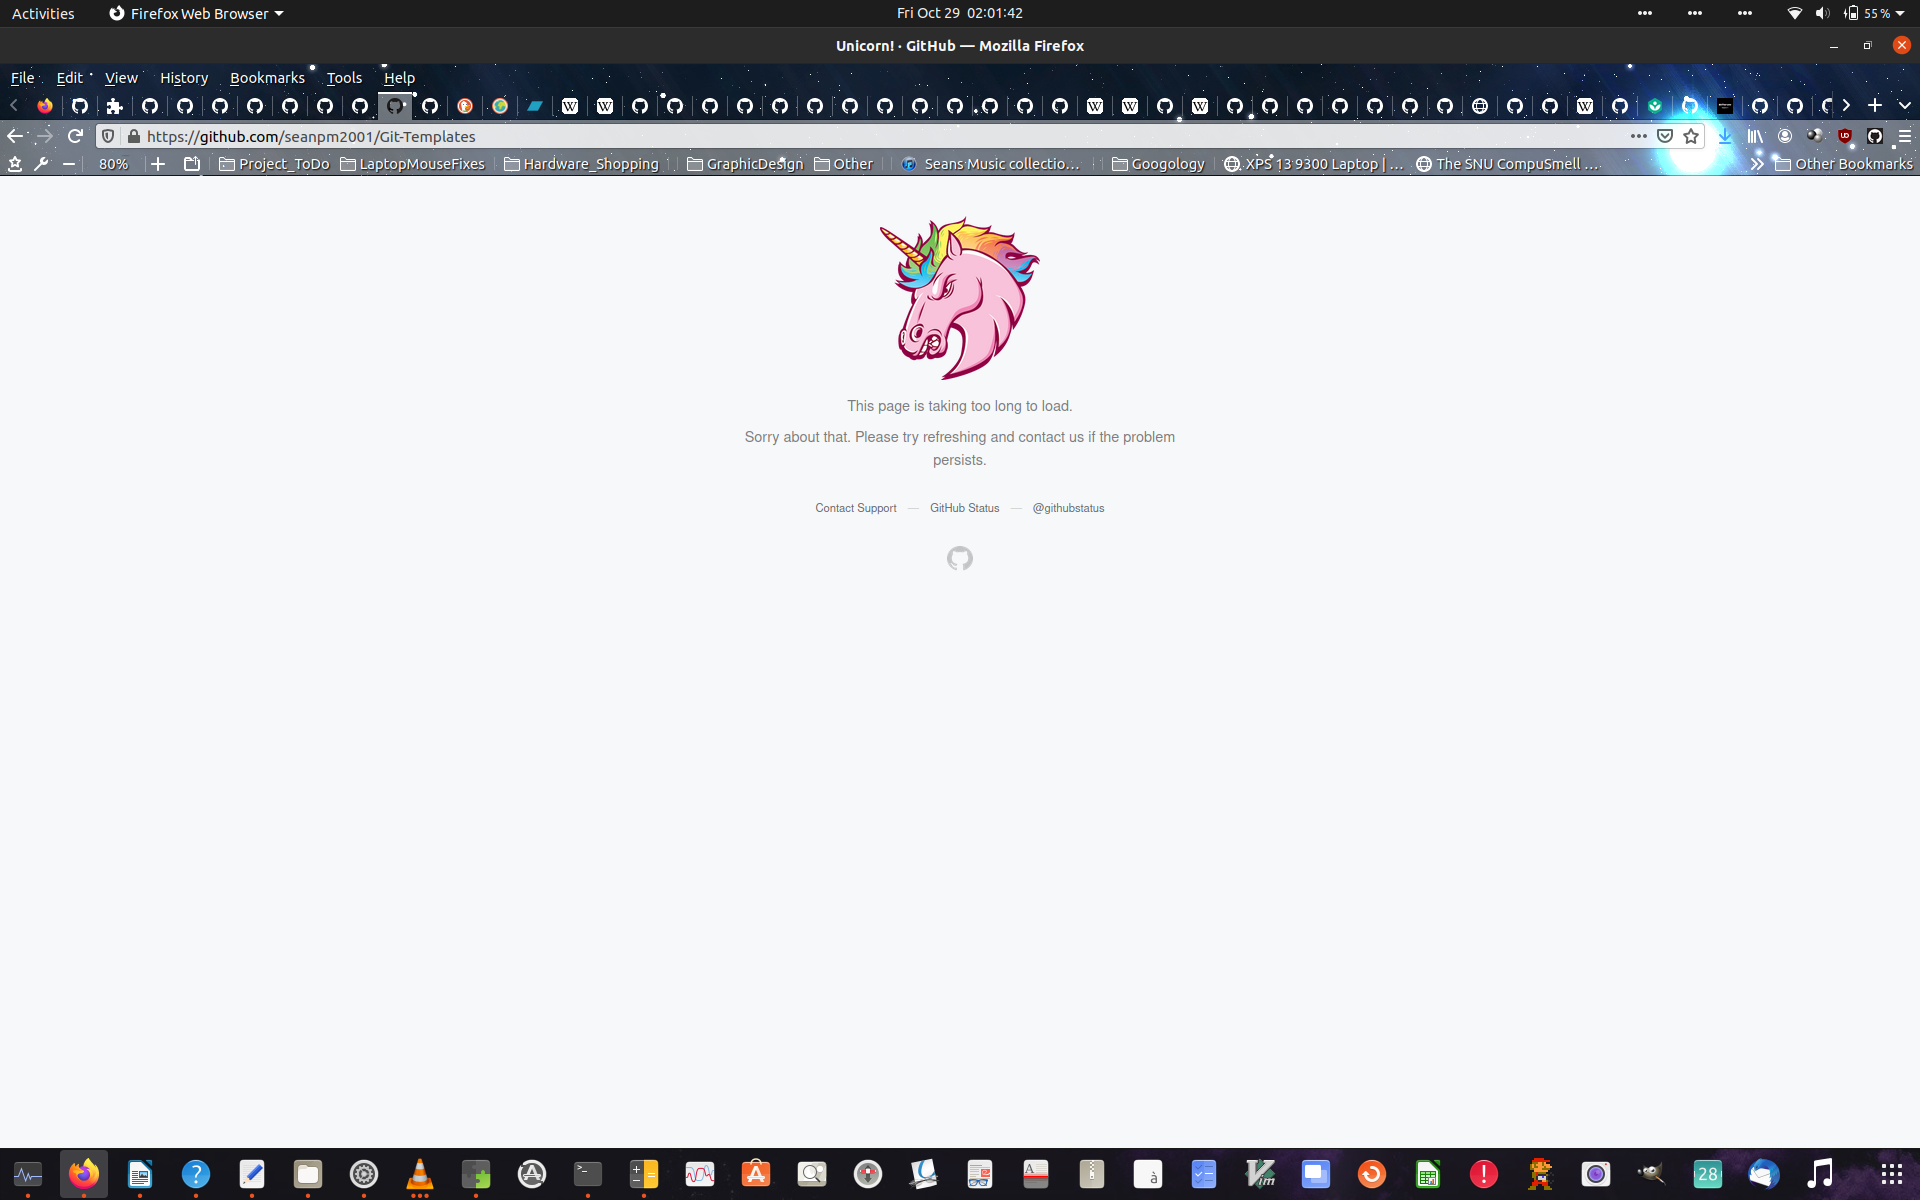 Activities
Firefox Web Browser
Fri Oct 29 02:01:42
55 %
Unicorn! · GitHub — Mozilla Firefox
File Edit View History Bookmarks Tools Help
https://github.com/seanpm2001/Git-Templates
80%
Project_ToDo
LaptopMouseFixes
Hardware_Shopping
GraphicDesign
Other
Seans Music collectio…
Googology
XPS 13 9300 Laptop | …
The SNU CompuSmell …
Other Bookmarks
This page is taking too long to load.
Sorry about that. Please try refreshing and contact us if the problem
persists.
Contact Support — GitHub Status — @githubstatus
28